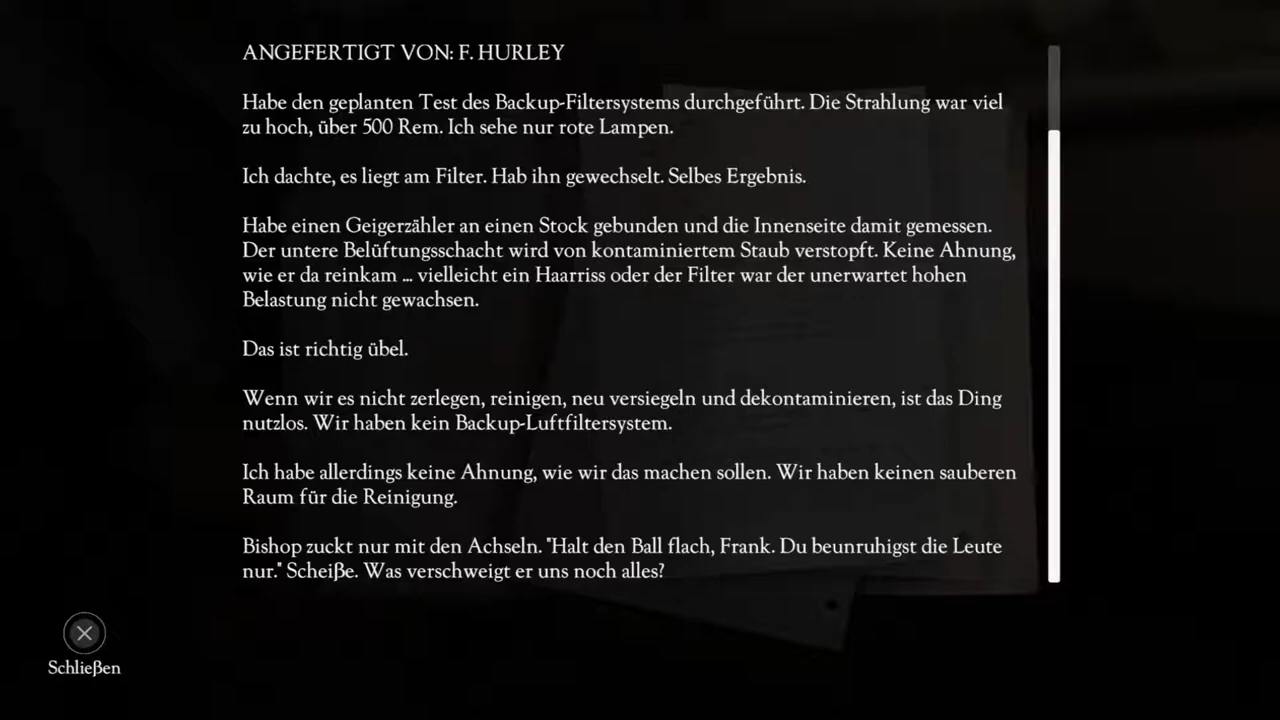 ANGEFERTIGT VON: F. HURLEY
Habe den geplanten Test des Backup-Filtersystems durchgeführt. Die Strahlung war viel
zu hoch, über 500 Rem. Ich sehe nur rote Lampen.
Ich dachte, es liegt am Filter. Hab ihn gewechselt. Selbes Ergebnis.
Habe einen Geigerzähler an einen Stock gebunden und die Innenseite damit gemessen.
Der untere Belüftungsschacht wird von kontaminiertem Staub verstopft. Keine Ahnung,
wie er da reinkam ... vielleicht ein Haarriss oder der Filter war der unerwartet hohen
Belastung nicht gewachsen.
Das ist richtig übel.
Wenn wir es nicht zerlegen, reinigen, neu versiegeln und dekontaminieren, ist das Ding
nutzlos. Wir haben kein Backup-Luftfiltersystem.
Ich habe allerdings keine Ahnung, wie wir das machen sollen. Wir haben keinen sauberen
Raum für die Reinigung.
Bishop zuckt nur mit den Achseln. "Halt den Ball flach, Frank. Du beunruhigst die Leute
nur." Scheiße. Was verschweigt er uns noch alles?
Schließen